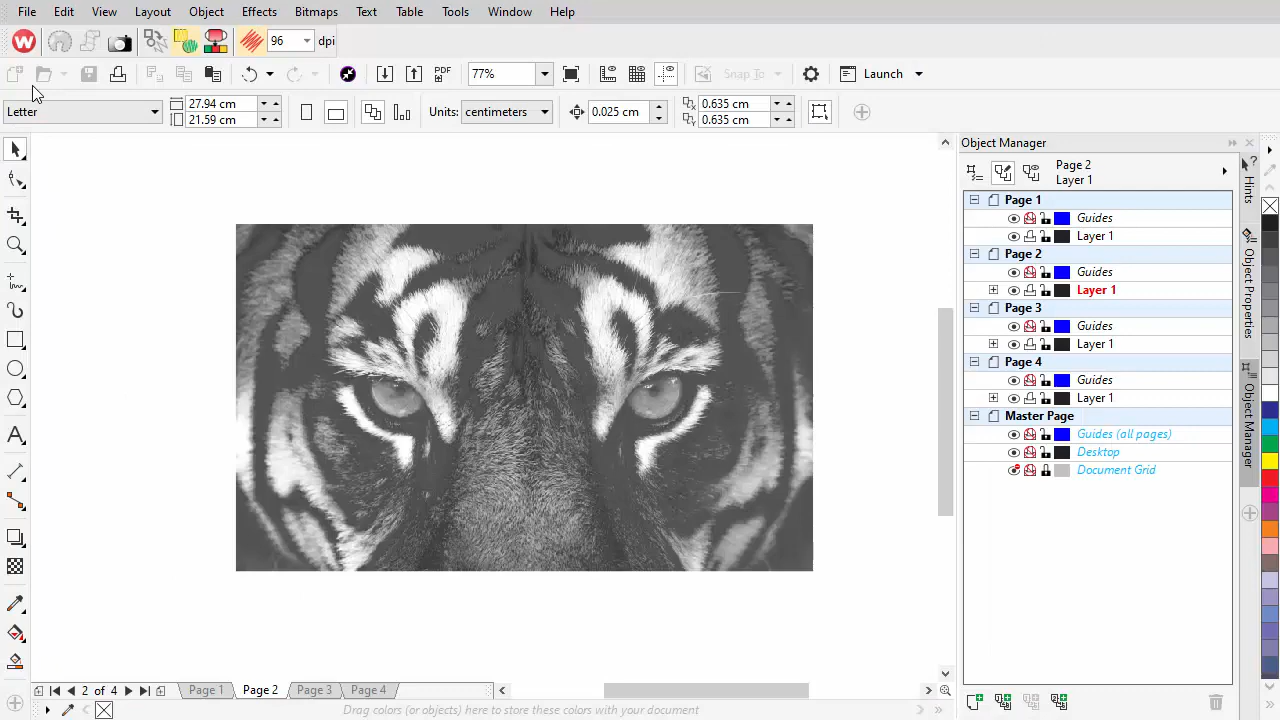 File Edit View Layout Object Effects Bitmaps Text Table Tools Window Help
96 dpi
PDF 77% Snap To Launch
Letter 27.94 cm 21.59 cm Units: centimeters 0.025 cm 0.635 cm 0.635 cm
Object Manager
Page 2
Layer 1
Page 1
Guides
Layer 1
Page 2
Guides
Layer 1
Page 3
Guides
Layer 1
Page 4
Guides
Layer 1
Master Page
Guides (all pages)
Desktop
Document Grid
Hints
Object Properties
Object Manager
2 of 4 Page 1 Page 2 Page 3 Page 4
Drag colors (or objects) here to store these colors with your document